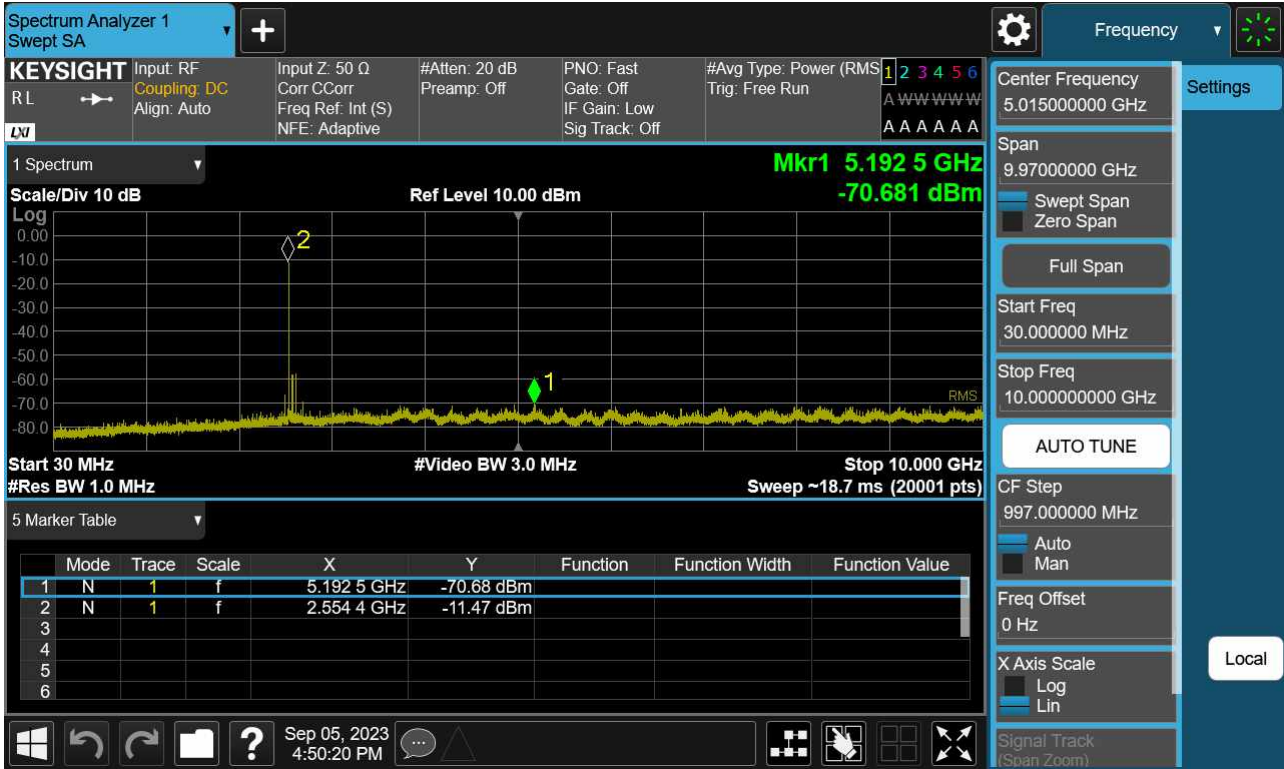 Spectrum Analyzer 1
Swept SA
Frequency
KEYSIGHT
RL
LXI
Input: RF
Coupling: DC
Align: Auto
Input Z: 50 Ω
Corr CCorr
Freq Ref: Int (S)
NFE: Adaptive
#Atten: 20 dB
Preamp: Off
PNO: Fast
Gate: Off
IF Gain: Low
Sig Track: Off
#Avg Type: Power (RMS
Trig: Free Run
1 2 3 4 5 6
A W W W W W
A A A A A A
1 Spectrum
Mkr1 5.192 5 GHz
Scale/Div 10 dB
Ref Level 10.00 dBm
-70.681 dBm
Log
0.00
-10.0
-20.0
-30.0
-40.0
-50.0
-60.0
-70.0
-80.0
2
1
RMS
Start 30 MHz
#Video BW 3.0 MHz
Stop 10.000 GHz
#Res BW 1.0 MHz
Sweep ~18.7 ms (20001 pts)
5 Marker Table
Mode Trace Scale X Y Function Function Width Function Value
1 N 1 f 5.192 5 GHz -70.68 dBm
2 N 1 f 2.554 4 GHz -11.47 dBm
3
4
5
6
Sep 05, 2023
4:50:20 PM
Center Frequency
5.015000000 GHz
Span
9.97000000 GHz
Swept Span
Zero Span
Full Span
Start Freq
30.000000 MHz
Stop Freq
10.000000000 GHz
AUTO TUNE
CF Step
997.000000 MHz
Auto
Man
Freq Offset
0 Hz
X Axis Scale
Log
Lin
Signal Track
(Span Zoom)
Settings
Local